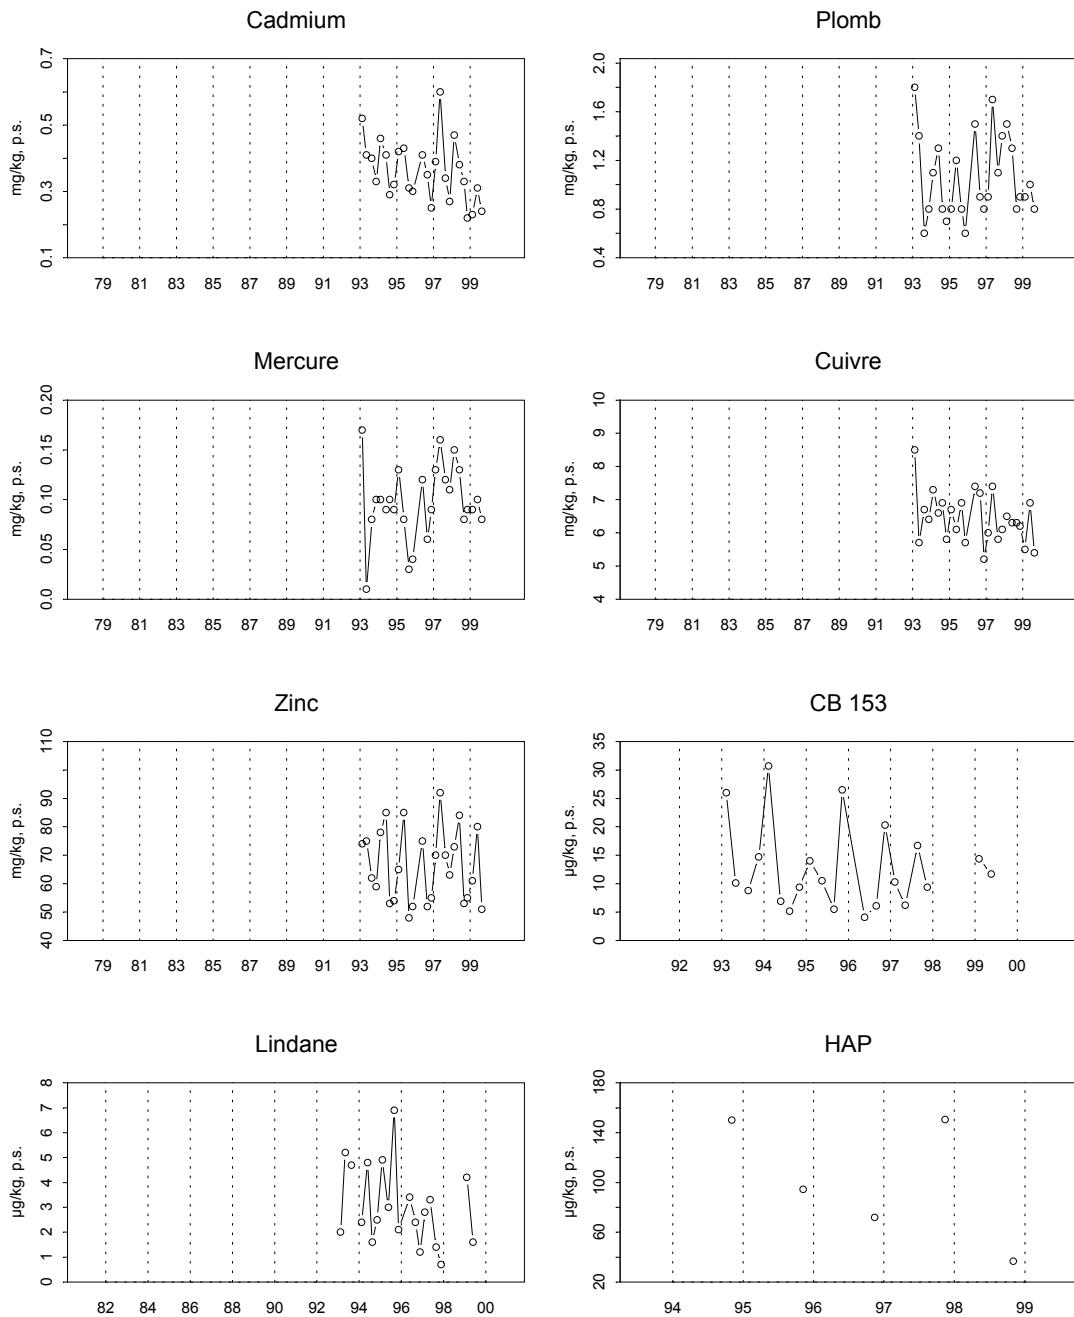 Cadmium
mg/kg, p.s.
0.7
0.5
0.3
0.1
79 81 83 85 87 89 91 93 95 97 99
Plomb
mg/kg, p.s.
2.0
1.6
1.2
0.8
0.4
79 81 83 85 87 89 91 93 95 97 99
Mercure
mg/kg, p.s.
0.20
0.15
0.10
0.05
0.0
79 81 83 85 87 89 91 93 95 97 99
Cuivre
mg/kg, p.s.
10
9
8
7
6
5
4
79 81 83 85 87 89 91 93 95 97 99
Zinc
mg/kg, p.s.
110
90
80
70
60
50
40
79 81 83 85 87 89 91 93 95 97 99
CB 153
µg/kg, p.s.
35
30
25
20
15
10
5
0
92 93 94 95 96 97 98 99 00
Lindane
µg/kg, p.s.
8
7
6
5
4
3
2
1
0
82 84 86 88 90 92 94 96 98 00
HAP
µg/kg, p.s.
180
140
100
60
20
94 95 96 97 98 99